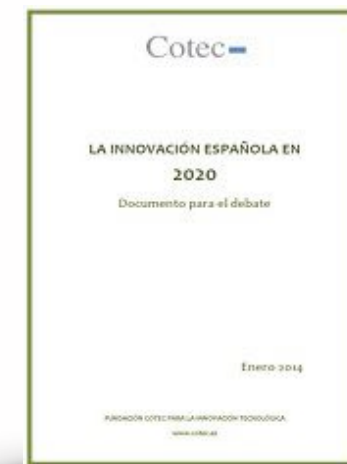 Cotec
LA INNOVACIÓN ESPAÑOLA EN
2020
Documento para el debate
Enero 2014
FUNDACIÓN COTEC PARA LA INNOVACIÓN TECNOLÓGICA
www.cotec.es